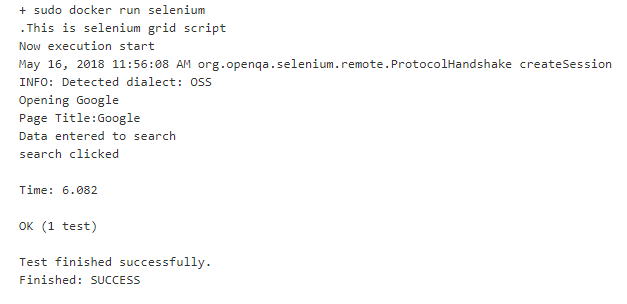 + sudo docker run selenium
.This is selenium grid script
Now execution start
May 16, 2018 11:56:08 AM org.openqa.selenium.remote.ProtocolHandshake createSession
INFO: Detected dialect: OSS
Opening Google
Page Title:Google
Data entered to search
search clicked
Time: 6.082
OK (1 test)
Test finished successfully.
Finished: SUCCESS